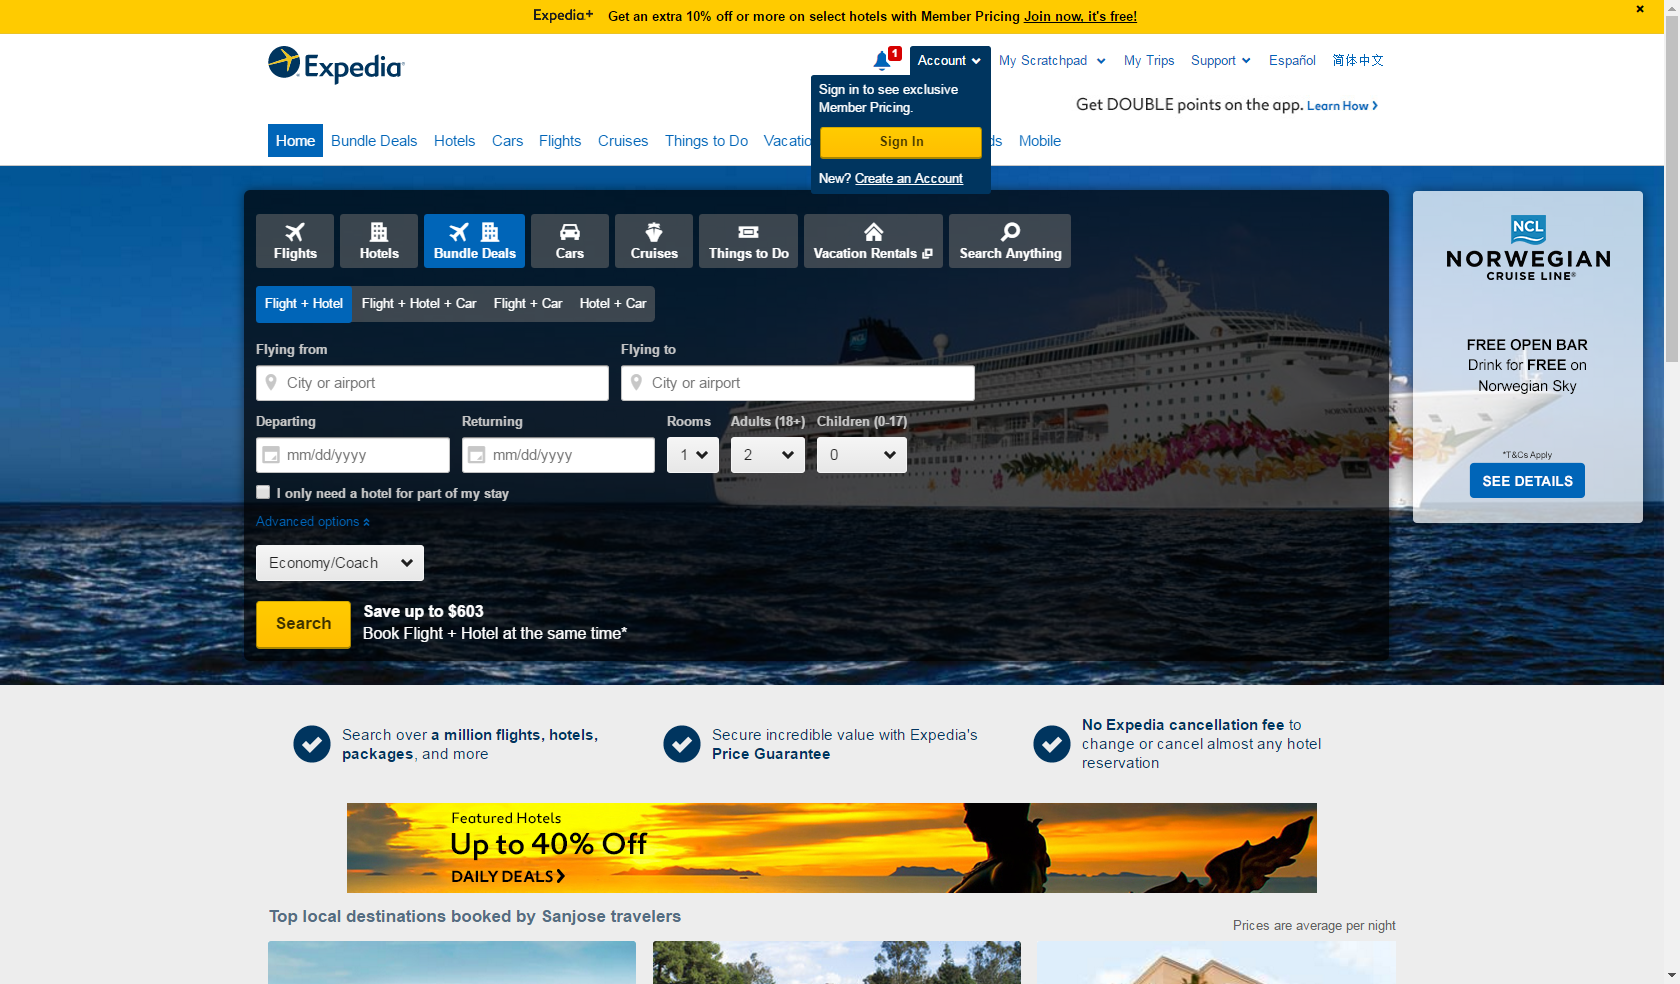 Expedia+ Get an extra 10% off or more on select hotels with Member Pricing Join now, it's free!
Expedia
1
Account
My Scratchpad
My Trips
Support
Español
简体中文
Sign in to see exclusive
Member Pricing.
Get DOUBLE points on the app. Learn How
Home
Bundle Deals
Hotels
Cars
Flights
Cruises
Things to Do
Mobile
Sign In
New? Create an Account
Flights
Hotels
Bundle Deals
Cars
Cruises
Things to Do
Vacation Rentals
Search Anything
Flight + Hotel
Flight + Hotel + Car
Flight + Car
Hotel + Car
Flying from
Flying to
City or airport
City or airport
Departing
Returning
Rooms
Adults (18+)
Children (0-17)
mm/dd/yyyy
mm/dd/yyyy
1
2
0
I only need a hotel for part of my stay
Advanced options
Economy/Coach
Search
Save up to $603
Book Flight + Hotel at the same time*
NCL
NORWEGIAN SKY
NCL
NORWEGIAN
CRUISE LINE®
FREE OPEN BAR
Drink for FREE on
Norwegian Sky
*T&Cs Apply
SEE DETAILS
Search over a million flights, hotels,
packages, and more
Secure incredible value with Expedia's
Price Guarantee
No Expedia cancellation fee to
change or cancel almost any hotel
reservation
Featured Hotels
Up to 40% Off
DAILY DEALS
Top local destinations booked by Sanjose travelers
Prices are average per night